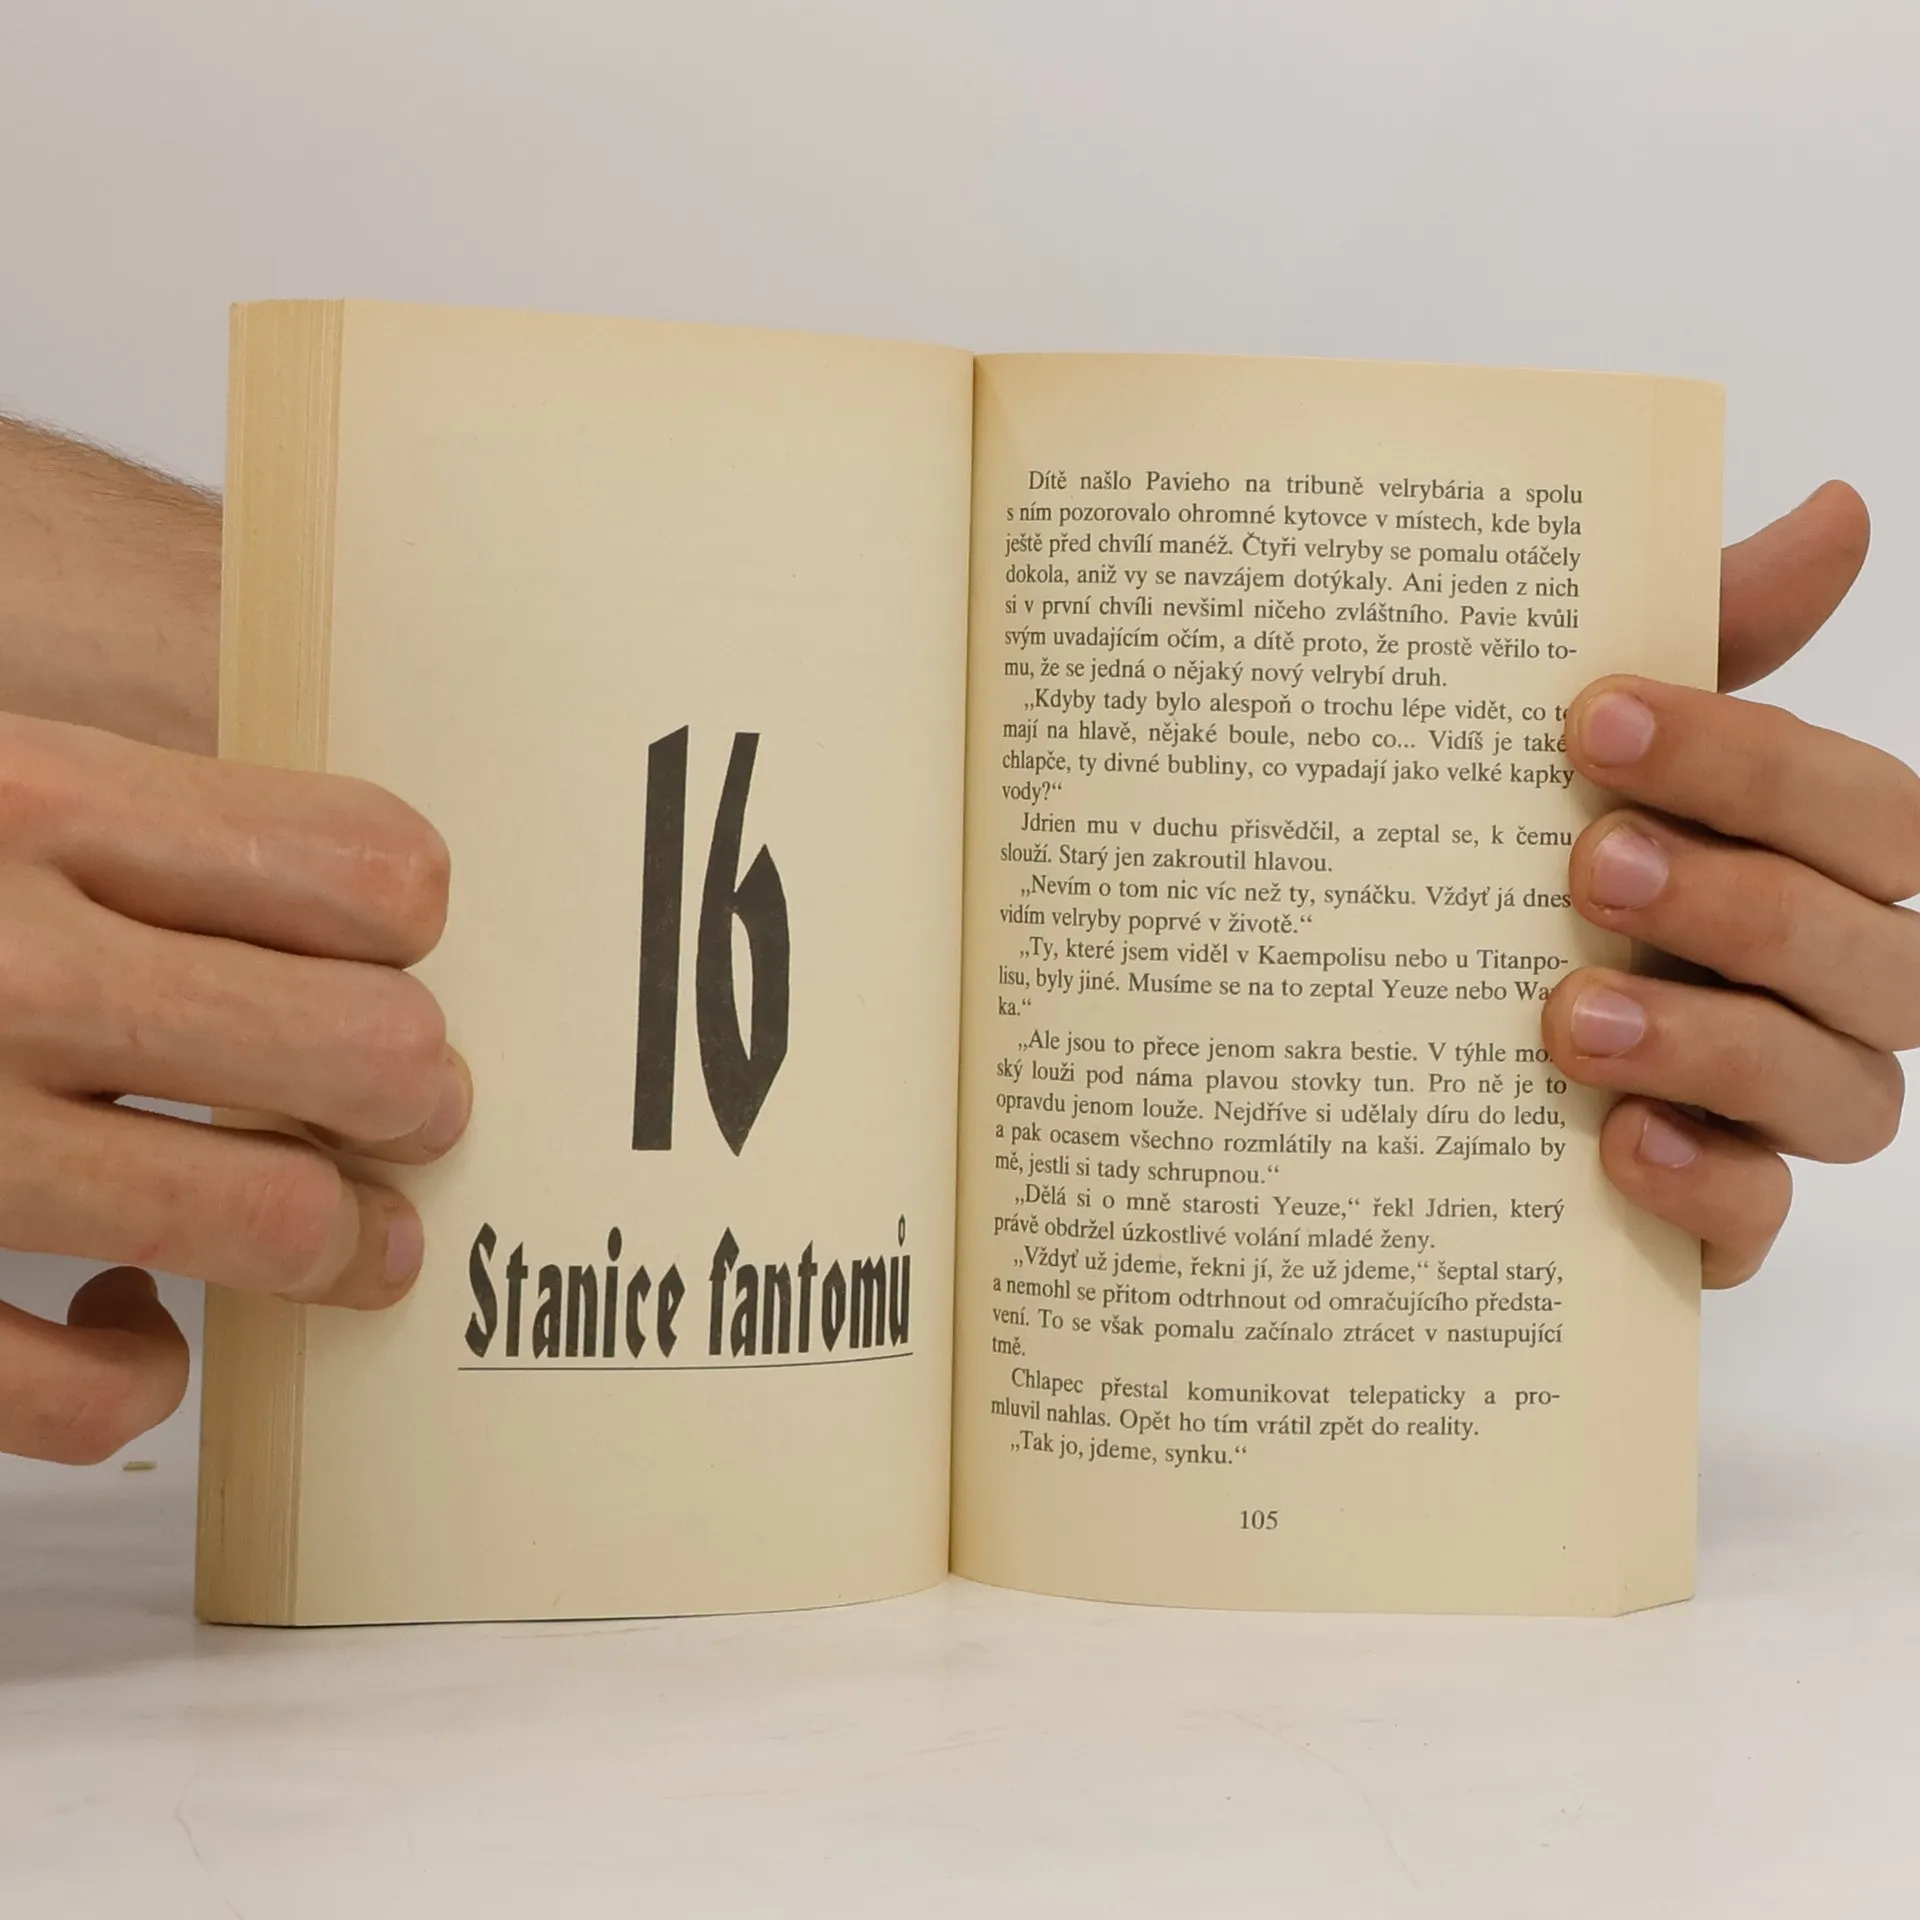 16
Stanice fantomů
Dítě našlo Pavieho na tribuně velrybária a spolu
s ním pozorovalo ohromné kytovce v místech, kde byla
ještě před chvílí manéž. Čtyři velryby se pomalu otáčely
dokola, aniž vy se navzájem dotýkaly. Ani jeden z nich
si v první chvíli nevšiml ničeho zvláštního. Pavie kvůli
svým uvadajícím očím, a dítě proto, že prostě věřilo to-
mu, že se jedná o nějaký nový velrybí druh.
„Kdyby tady bylo alespoň o trochu lépe vidět, co
mají na hlavě, nějaké boule, nebo co... Vidíš je také
chlapče, ty divné bubliny, co vypadají jako velké kapky
vody?“
Jdrien mu v duchu přisvědčil, a zeptal se, k čemu
slouží. Starý jen zakroutil hlavou.
„Nevím o tom nic víc než ty, synáčku. Vždyť já dnes
vidím velryby poprvé v životě.“
„Ty, které jsem viděl v Kaempolisu nebo u Titanpo-
lisu, byly jiné. Musíme se na to zeptal Yeuze nebo
ka.“
„Ale jsou to přece jenom sakra bestie. V týhle
ský louži pod náma plavou stovky tun. Pro ně je to
opravdu jenom louže. Nejdříve si udělaly díru do ledu,
a pak ocasem všechno rozmlátily na kaši. Zajímalo by
mě, jestli si tady schrupnou.“
„Dělá si o mně starosti Yeuze,“ řekl Jdrien, který
právě obdržel úzkostlivé volání mladé ženy.
„Vždyť už jdeme, řekni jí, že už jdeme,“ šeptal starý,
a nemohl se přitom odtrhnout od omračujícího předsta-
vení. To se však pomalu začínalo ztrácet v nastupující
tmě.
Chlapec přestal komunikovat telepaticky a pro-
mluvil nahlas. Opět ho tím vrátil zpět do reality.
„Tak jo, jdeme, synku.“
105